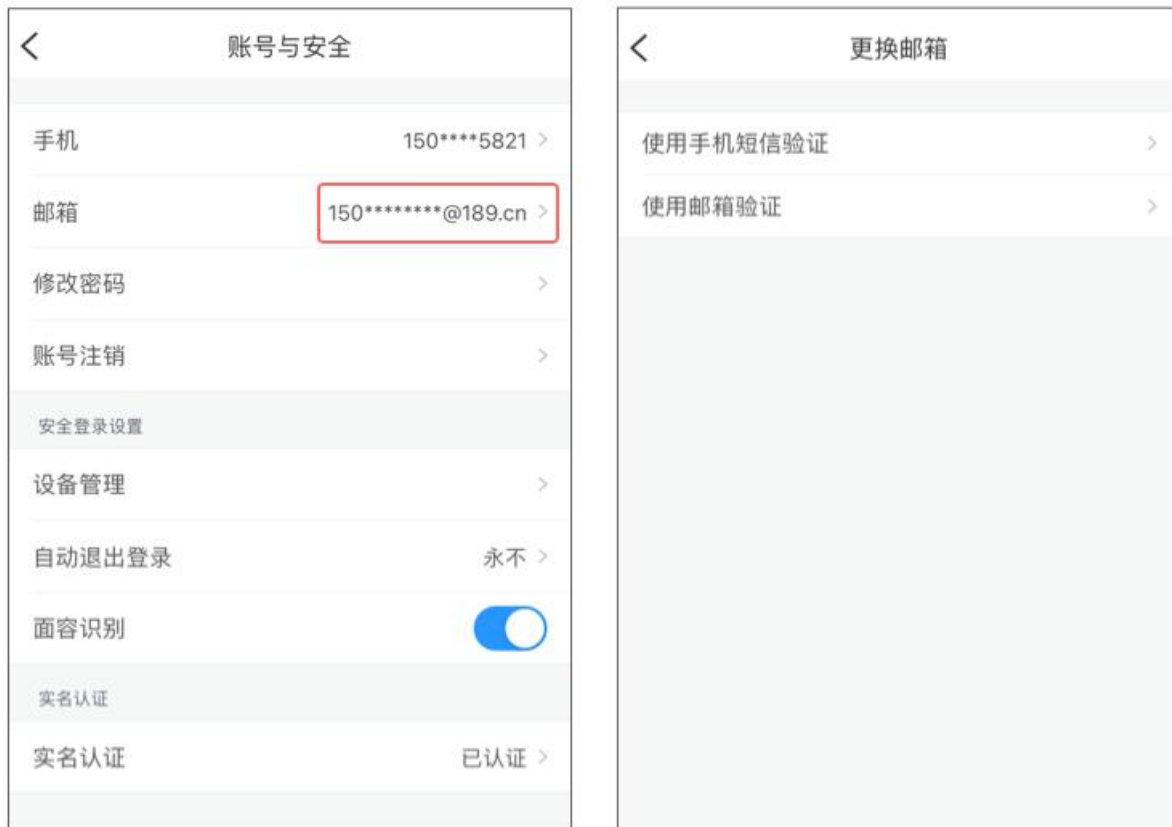 账号与安全
手机 150****5821
邮箱 150********@189.cn
修改密码
账号注销
安全登录设置
设备管理
自动退出登录 永不
面容识别
实名认证
实名认证 已认证
更换邮箱
使用手机短信验证
使用邮箱验证